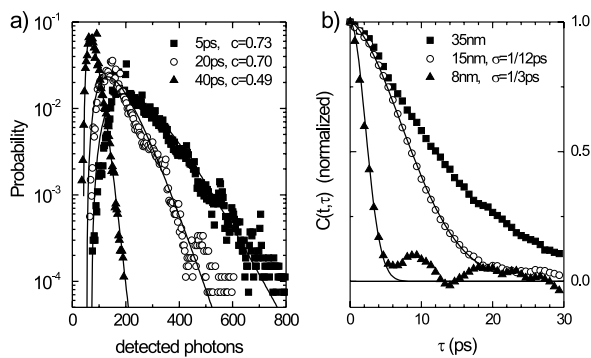 a)
5ps, c=0.73
20ps, c=0.70
40ps, c=0.49
Probability
10⁻¹
10⁻²
10⁻³
10⁻⁴
0 200 400 600 800
detected photons
b)
35nm
15nm, σ=1/12ps
8nm, σ=1/3ps
C(t,τ) (normalized)
1.0
0.5
0.0
0 10 20 30
τ (ps)